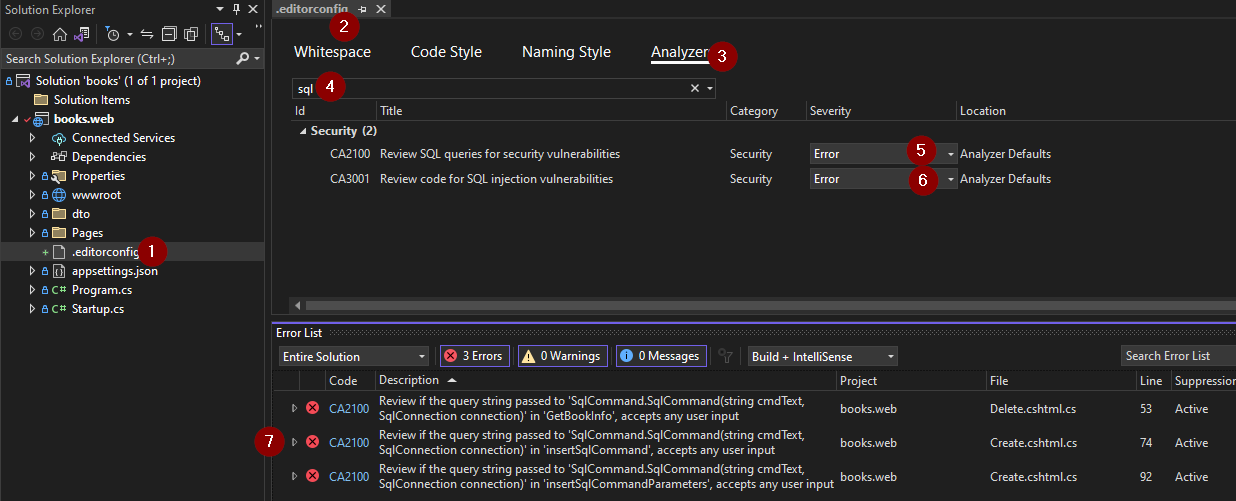 Solution Explorer
Search Solution Explorer (Ctrl+;)
Solution 'books' (1 of 1 project)
Solution Items
books.web
Connected Services
Dependencies
Properties
wwwroot
dto
Pages
.editorconfig 1
appsettings.json
C# Program.cs
C# Startup.cs
.editorconfig
2
Whitespace Code Style Naming Style Analyzers 3
sql 4
Id Title Category Severity Location
Security (2)
CA2100 Review SQL queries for security vulnerabilities Security Error 5 Analyzer Defaults
CA3001 Review code for SQL injection vulnerabilities Security Error 6 Analyzer Defaults
Error List
Entire Solution 3 Errors 0 Warnings 0 Messages Build + IntelliSense Search Error List
Code Description Project File Line Suppression
CA2100 Review if the query string passed to 'SqlCommand.SqlCommand(string cmdText, books.web Delete.cshtml.cs 53 Active
SqlConnection connection)' in 'GetBookInfo', accepts any user input
7 CA2100 Review if the query string passed to 'SqlCommand.SqlCommand(string cmdText, books.web Create.cshtml.cs 74 Active
SqlConnection connection)' in 'insertSqlCommand', accepts any user input
CA2100 Review if the query string passed to 'SqlCommand.SqlCommand(string cmdText, books.web Create.cshtml.cs 92 Active
SqlConnection connection)' in 'insertSqlCommandParameters', accepts any user input